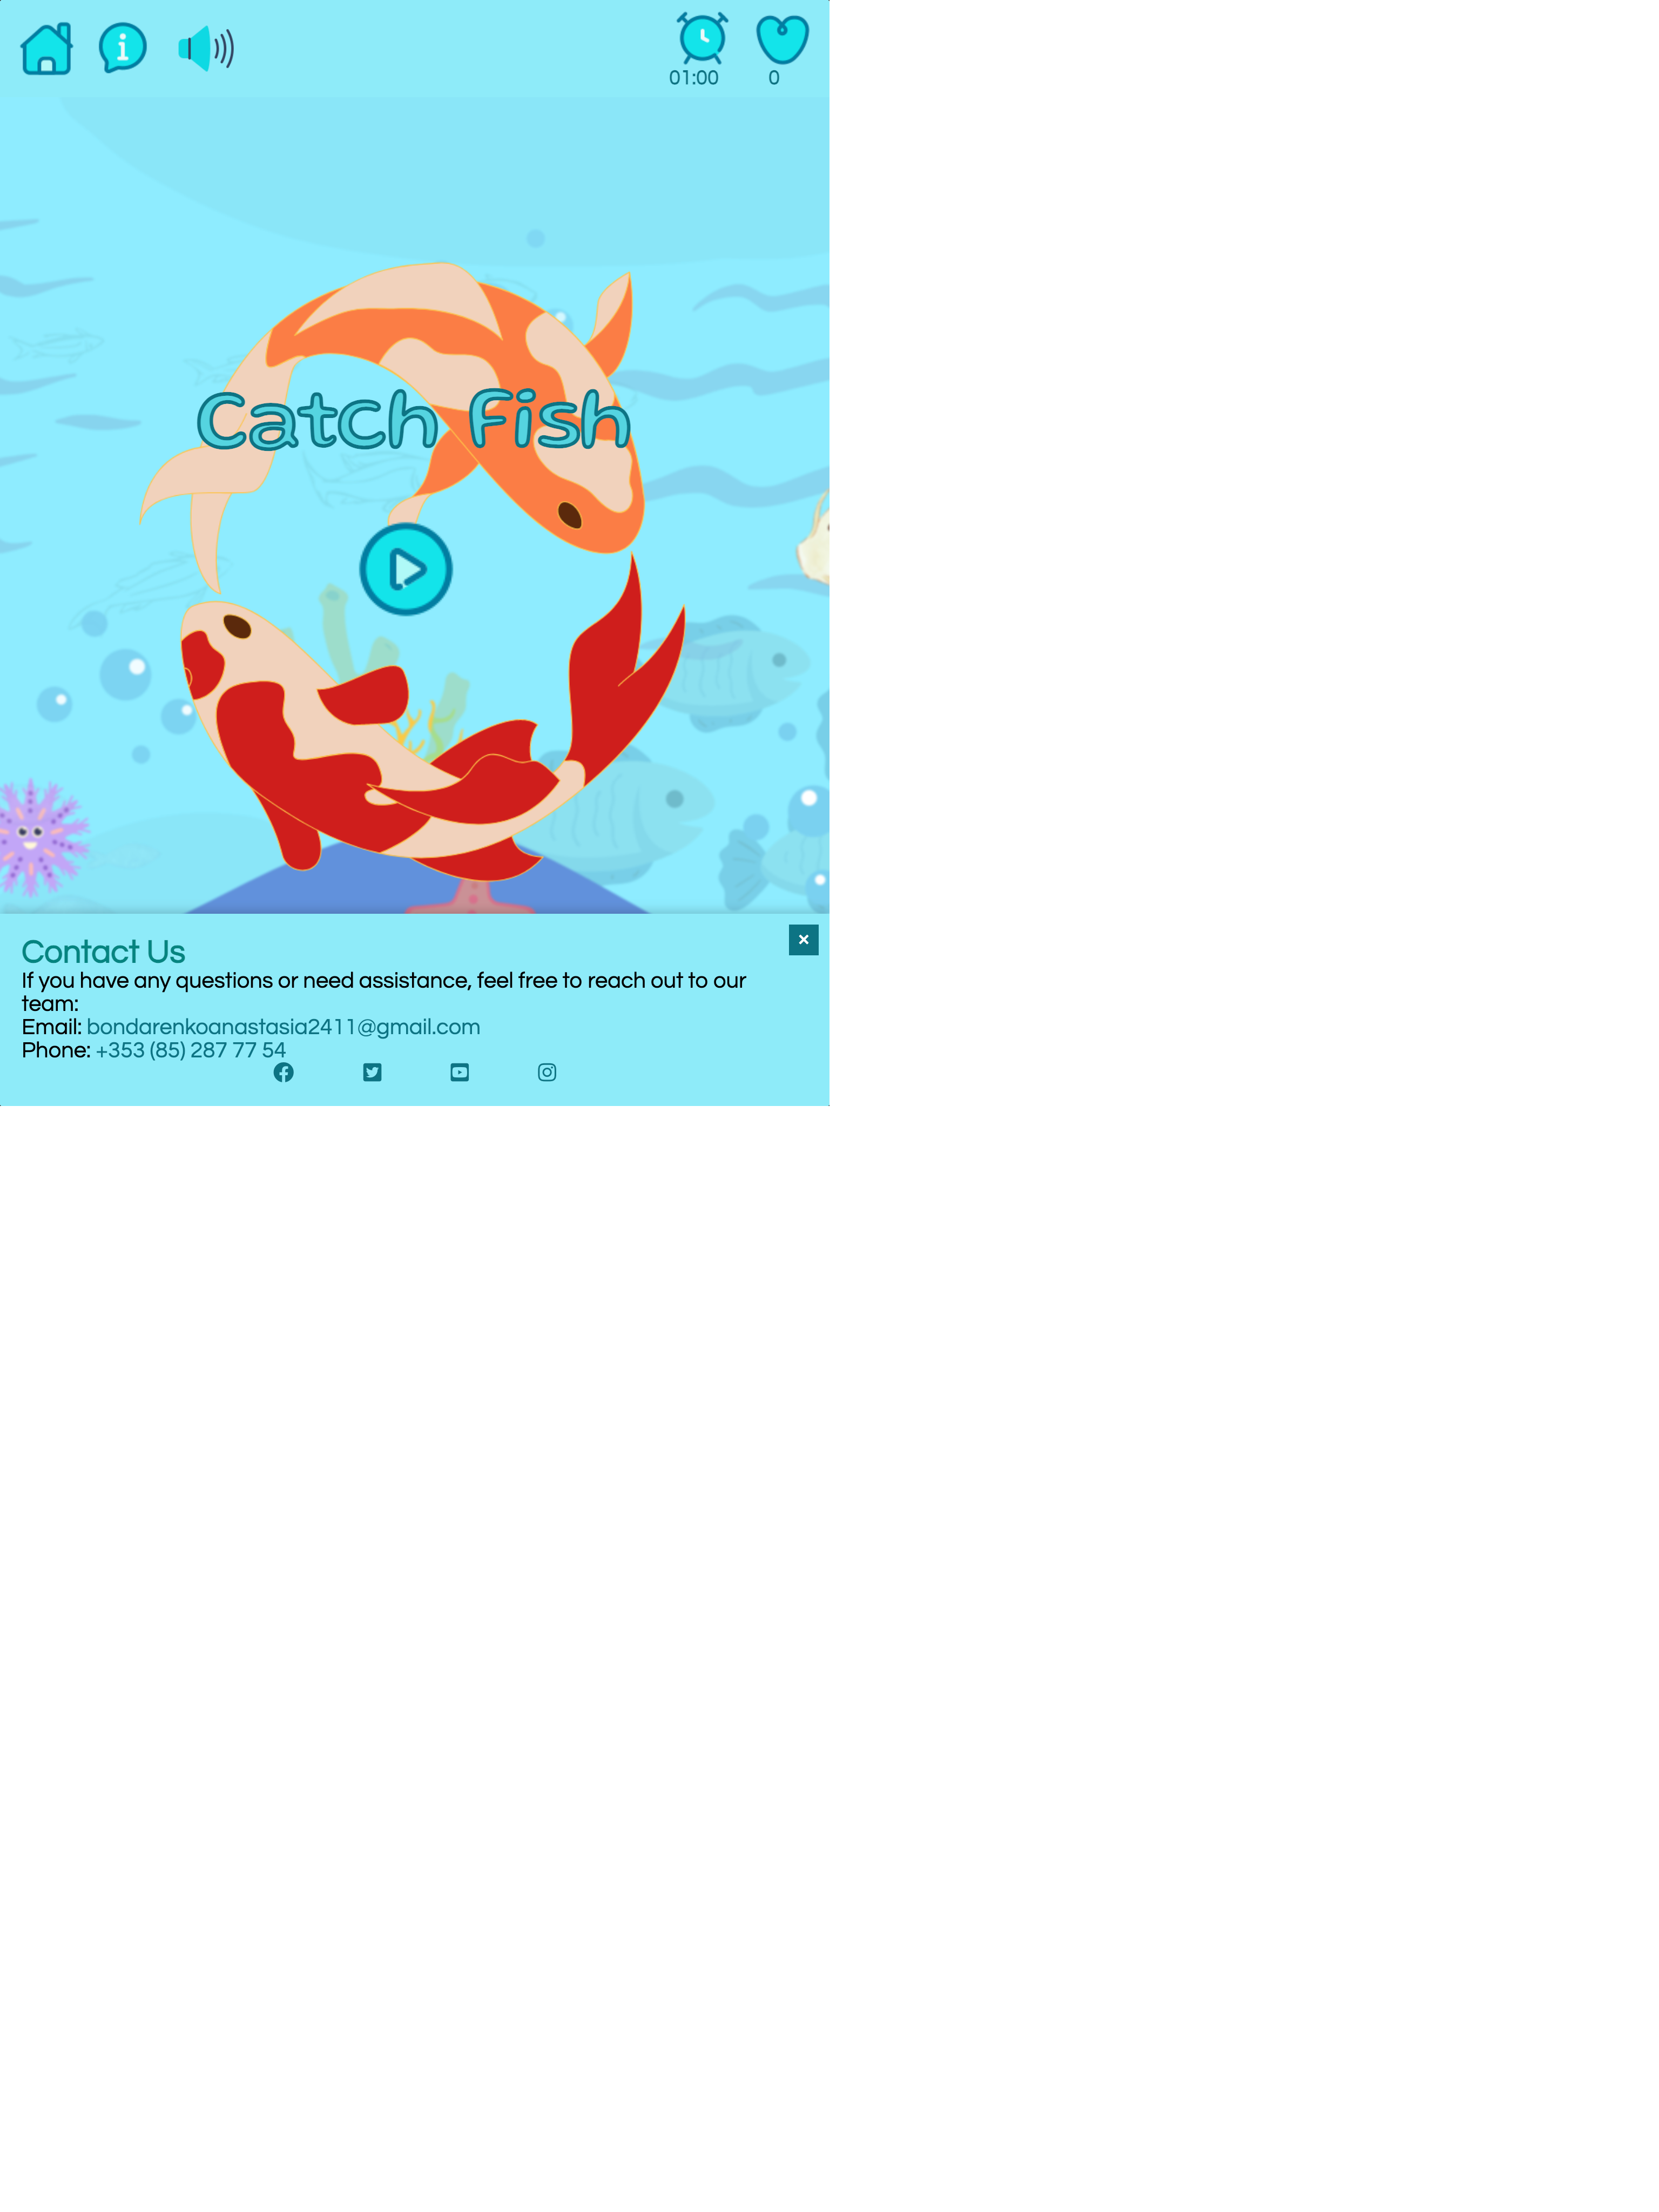 01:00
0
Catch Fish
Contact Us
If you have any questions or need assistance, feel free to reach out to our
team:
Email: bondarenkoanastasia2411@gmail.com
Phone: +353 (85) 287 77 54